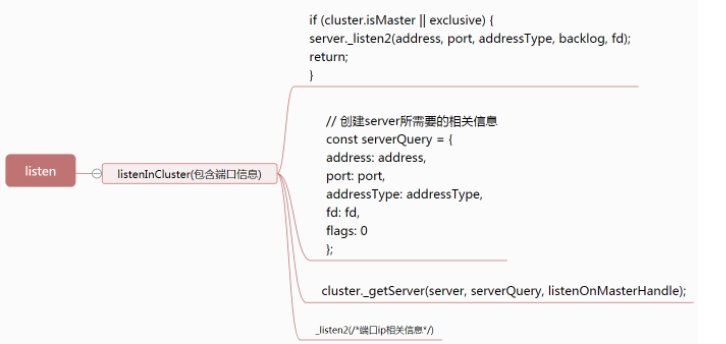 if (cluster.isMaster || exclusive) {
server._listen2(address, port, addressType, backlog, fd);
return;
}
// 创建server所需要的相关信息
const serverQuery = {
address: address,
port: port,
addressType: addressType,
fd: fd,
flags: 0
};
listen
listenInCluster(包含端口信息)
cluster._getServer(server, serverQuery, listenOnMasterHandle);
_listen2(/*端口ip相关信息*/)